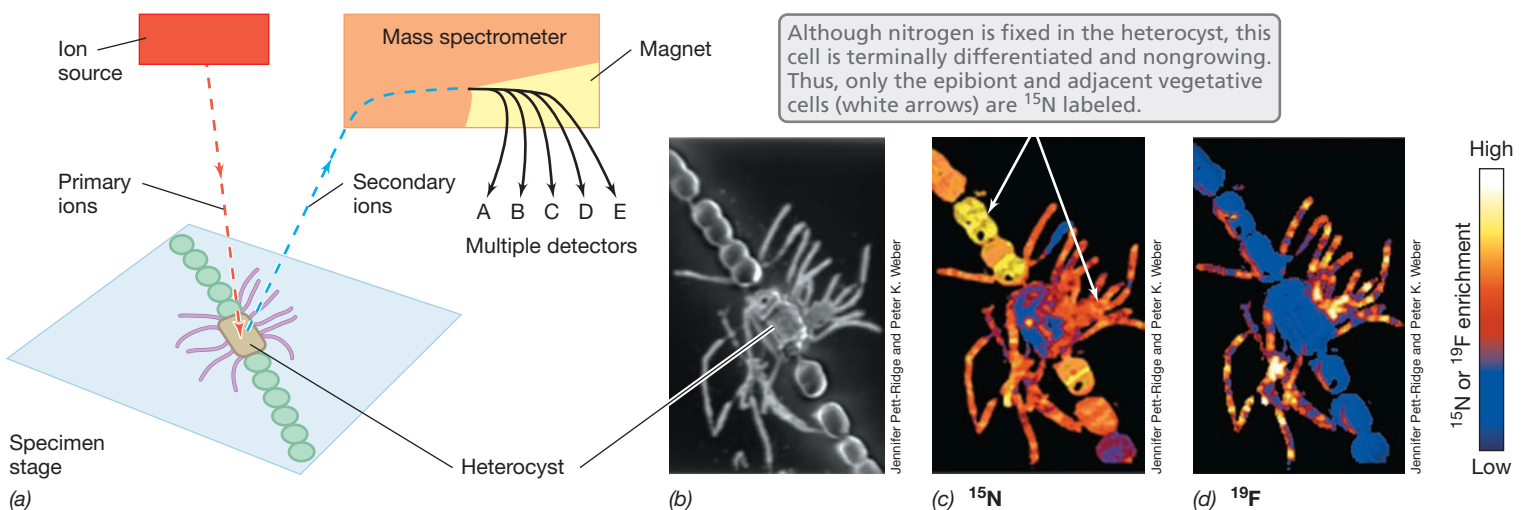 Ion
source
Mass spectrometer
Magnet
Primary
ions
Secondary
ions
A B C D E
Multiple detectors
Specimen
stage
Heterocyst
(a)
Although nitrogen is fixed in the heterocyst, this
cell is terminally differentiated and nongrowing.
Thus, only the epibiont and adjacent vegetative
cells (white arrows) are ¹⁵N labeled.
Jennifer Pett-Ridge and Peter K. Weber
(b)
Jennifer Pett-Ridge and Peter K. Weber
(c) ¹⁵N
Jennifer Pett-Ridge and Peter K. Weber
(d) ¹⁹F
High
¹⁵N or ¹⁹F enrichment
Low